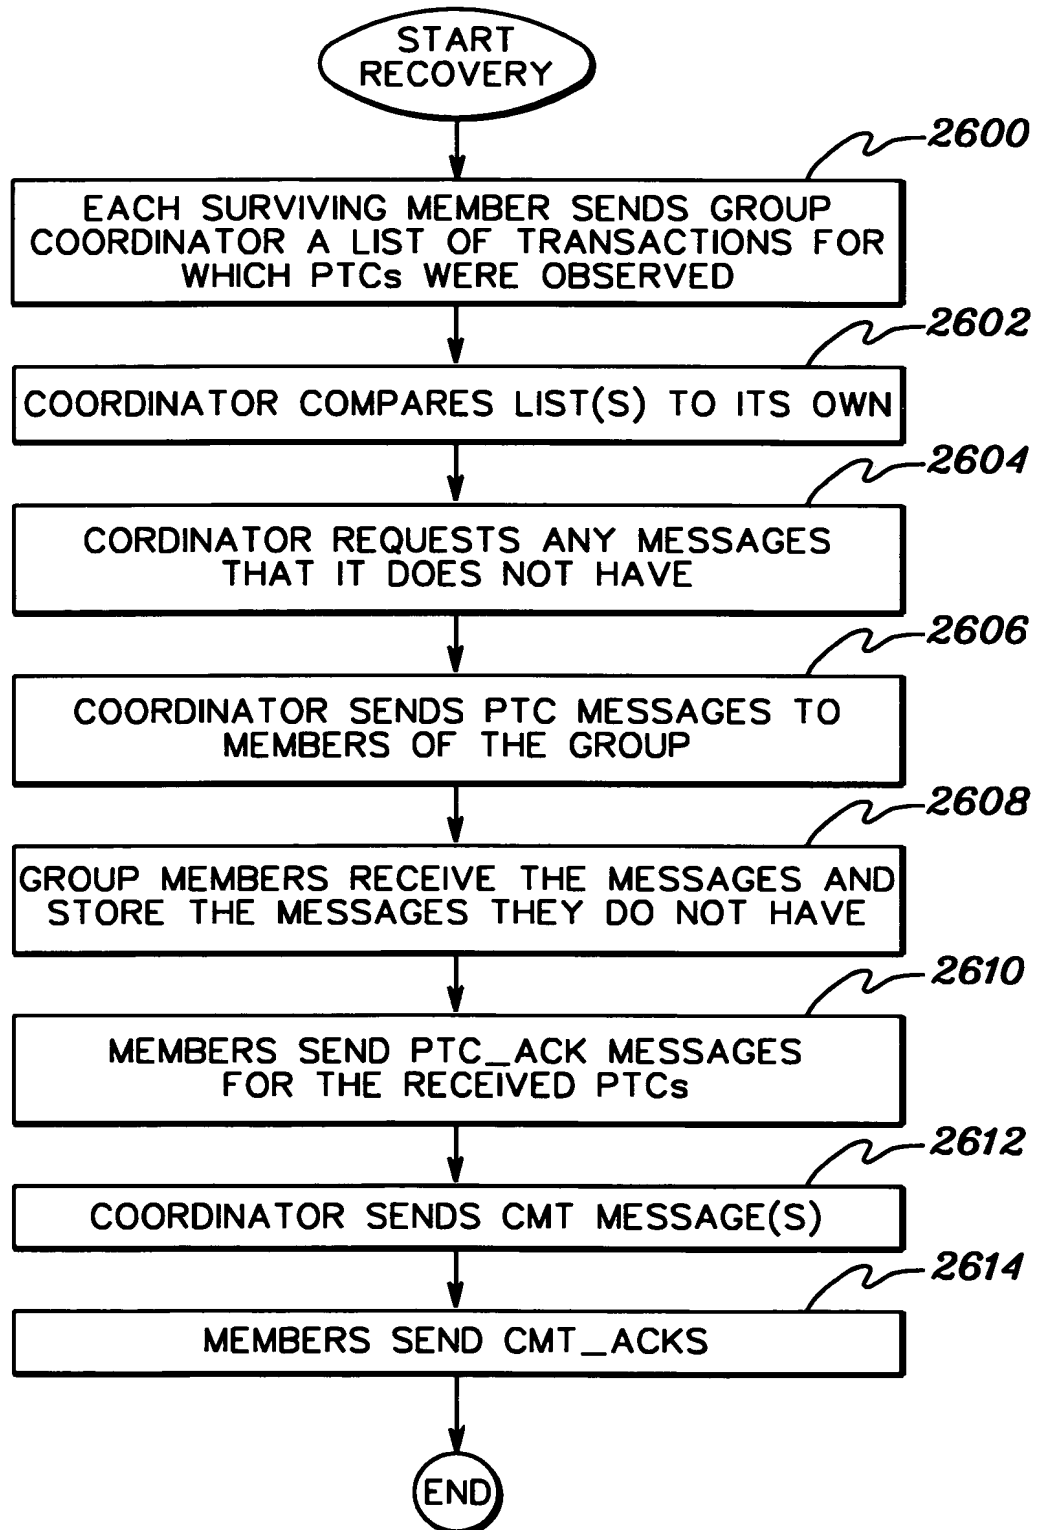 START
RECOVERY
2600
EACH SURVIVING MEMBER SENDS GROUP
COORDINATOR A LIST OF TRANSACTIONS FOR
WHICH PTCs WERE OBSERVED
2602
COORDINATOR COMPARES LIST(S) TO ITS OWN
2604
CORDINATOR REQUESTS ANY MESSAGES
THAT IT DOES NOT HAVE
2606
COORDINATOR SENDS PTC MESSAGES TO
MEMBERS OF THE GROUP
2608
GROUP MEMBERS RECEIVE THE MESSAGES AND
STORE THE MESSAGES THEY DO NOT HAVE
2610
MEMBERS SEND PTC_ACK MESSAGES
FOR THE RECEIVED PTCs
2612
COORDINATOR SENDS CMT MESSAGE(S)
2614
MEMBERS SEND CMT_ACKS
END